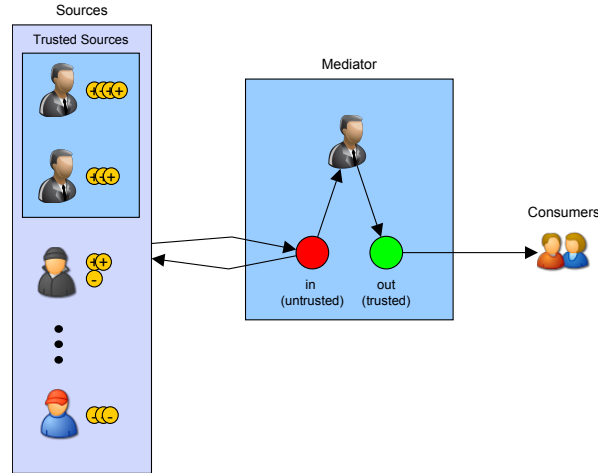 Sources
Trusted Sources
Mediator
Consumers
in
(untrusted)
out
(trusted)